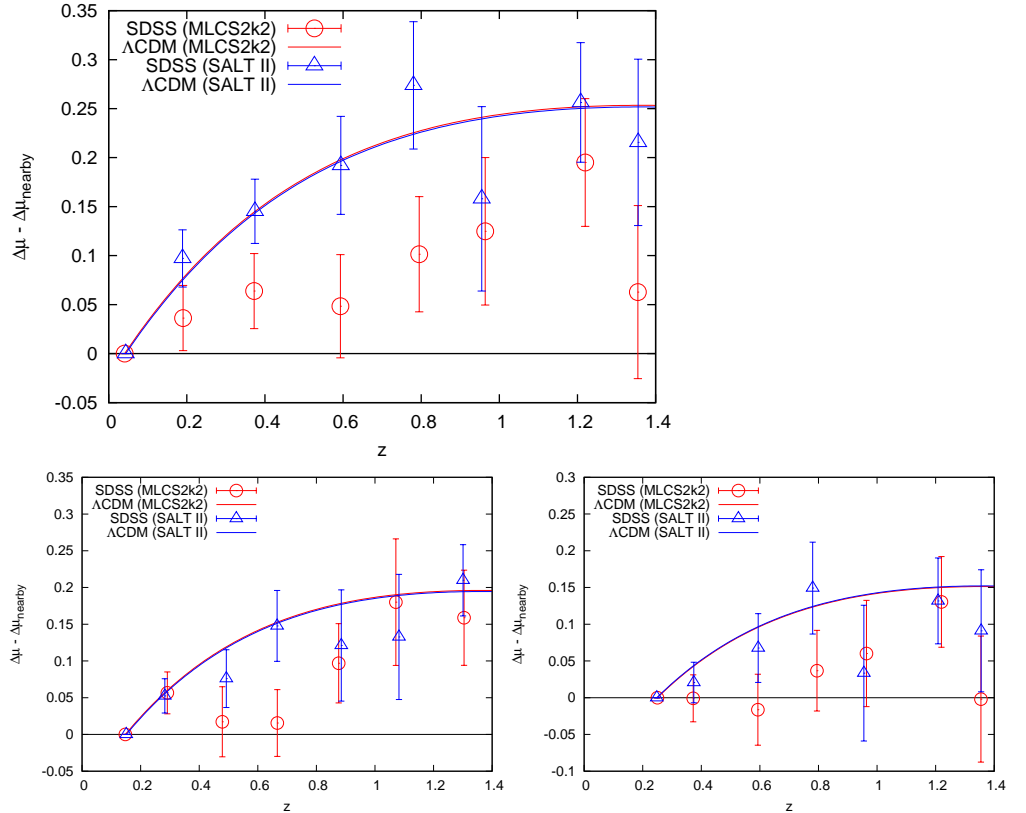 SDSS (MLCS2k2)
ΛCDM (MLCS2k2)
SDSS (SALT II)
ΛCDM (SALT II)
0.35
0.3
0.25
0.2
0.15
0.1
0.05
0
-0.05
Δμ - Δμnearby
0 0.2 0.4 0.6 0.8 1 1.2 1.4
z
SDSS (MLCS2k2)
ΛCDM (MLCS2k2)
SDSS (SALT II)
ΛCDM (SALT II)
0.35
0.3
0.25
0.2
0.15
0.1
0.05
0
-0.05
Δμ - Δμnearby
0 0.2 0.4 0.6 0.8 1 1.2 1.4
z
SDSS (MLCS2k2)
ΛCDM (MLCS2k2)
SDSS (SALT II)
ΛCDM (SALT II)
0.3
0.25
0.2
0.15
0.1
0.05
0
-0.05
-0.1
Δμ - Δμnearby
0 0.2 0.4 0.6 0.8 1 1.2 1.4
z